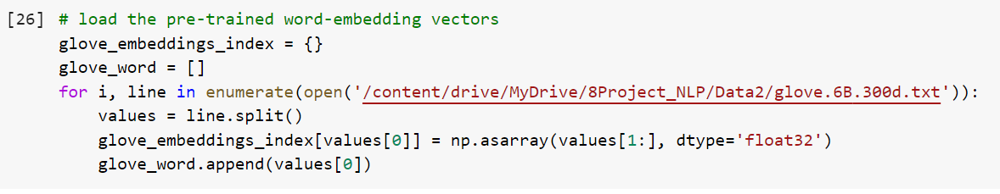 [26] # load the pre-trained word-embedding vectors
glove_embeddings_index = {}
glove_word = []
for i, line in enumerate(open('/content/drive/MyDrive/8Project_NLP/Data2/glove.6B.300d.txt')):
    values = line.split()
    glove_embeddings_index[values[0]] = np.asarray(values[1:], dtype='float32')
    glove_word.append(values[0])